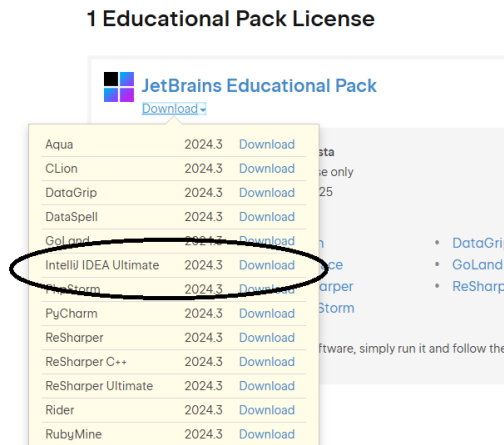 1 Educational Pack License
JetBrains Educational Pack
Download
Aqua 2024.3 Download
CLion 2024.3 Download
DataGrip 2024.3 Download
DataSpell 2024.3 Download
GoLand 2024.3 Download
IntelliJ IDEA Ultimate 2024.3 Download
PhpStorm 2024.3 Download
PyCharm 2024.3 Download
ReSharper 2024.3 Download
ReSharper C++ 2024.3 Download
ReSharper Ultimate 2024.3 Download
Rider 2024.3 Download
RubyMine 2024.3 Download
sta
se only
25
• DataGri
• GoLand
arper • ReSharp
Storm
ftware, simply run it and follow the